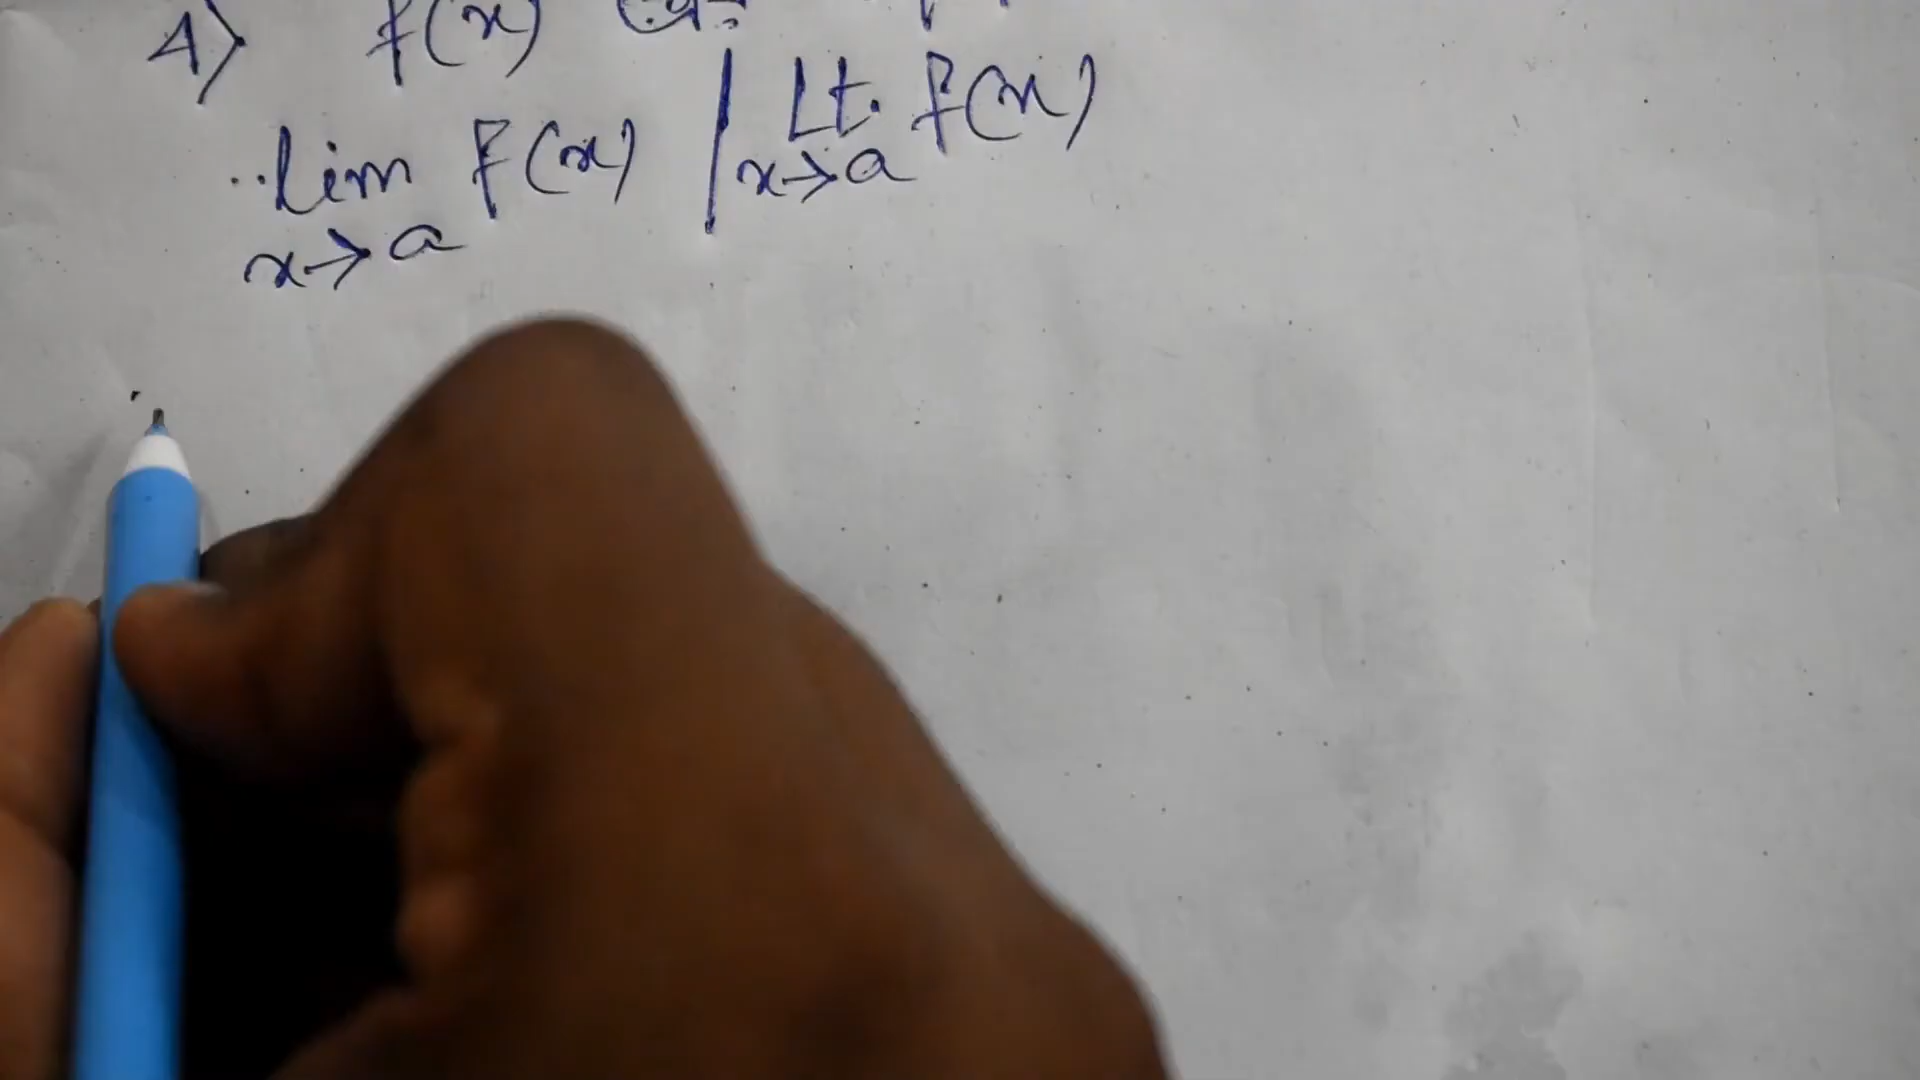 4) f(x)
lim f(x) | Lt. f(x)
x→a x→a